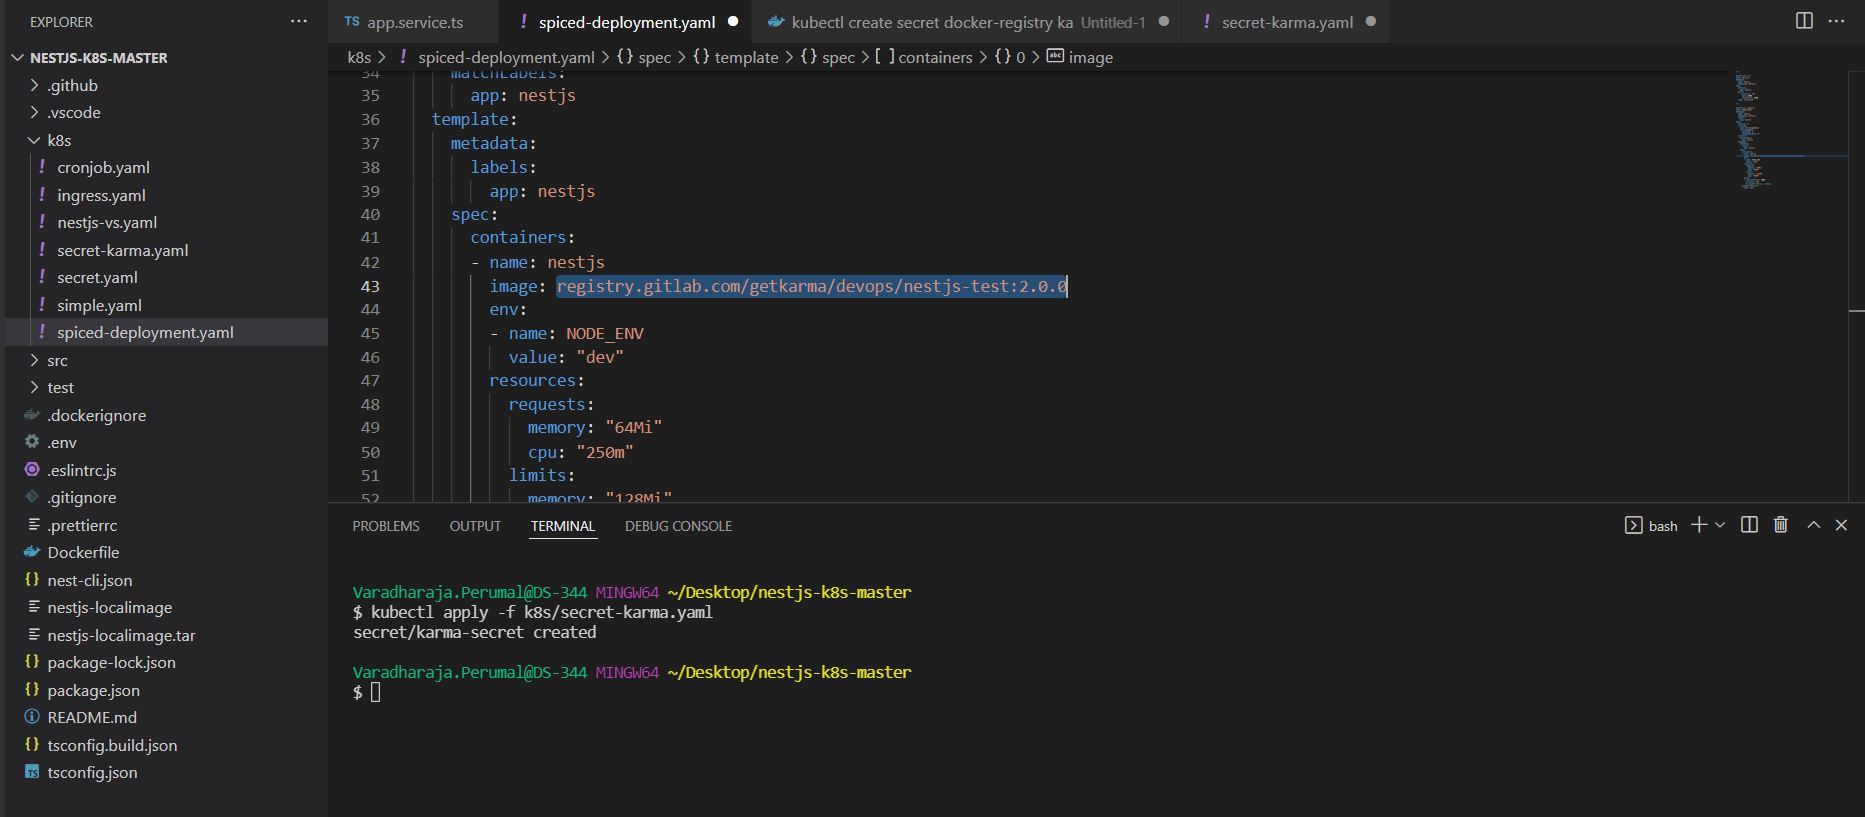 EXPLORER
NESTJS-K8S-MASTER
.github
.vscode
k8s
cronjob.yaml
ingress.yaml
nestjs-vs.yaml
secret-karma.yaml
secret.yaml
simple.yaml
spiced-deployment.yaml
src
test
.dockerignore
.env
.eslintrc.js
.gitignore
.prettierrc
Dockerfile
nest-cli.json
nestjs-localimage
nestjs-localimage.tar
package-lock.json
package.json
README.md
tsconfig.build.json
tsconfig.json
TS app.service.ts ! spiced-deployment.yaml kubectl create secret docker-registry ka Untitled-1 ! secret-karma.yaml
k8s > ! spiced-deployment.yaml > {} spec > {} template > {} spec > [ ] containers > {} 0 > abc image
34 matchLabels:
35 app: nestjs
36 template:
37 metadata:
38 labels:
39 app: nestjs
40 spec:
41 containers:
42 - name: nestjs
43 image: registry.gitlab.com/getkarma/devops/nestjs-test:2.0.0
44 env:
45 - name: NODE_ENV
46 value: "dev"
47 resources:
48 requests:
49 memory: "64Mi"
50 cpu: "250m"
51 limits:
52 memory: "128Mi"
PROBLEMS OUTPUT TERMINAL DEBUG CONSOLE bash
Varadharaja.Perumal@DS-344 MINGW64 ~/Desktop/nestjs-k8s-master
$ kubectl apply -f k8s/secret-karma.yaml
secret/karma-secret created
Varadharaja.Perumal@DS-344 MINGW64 ~/Desktop/nestjs-k8s-master
$